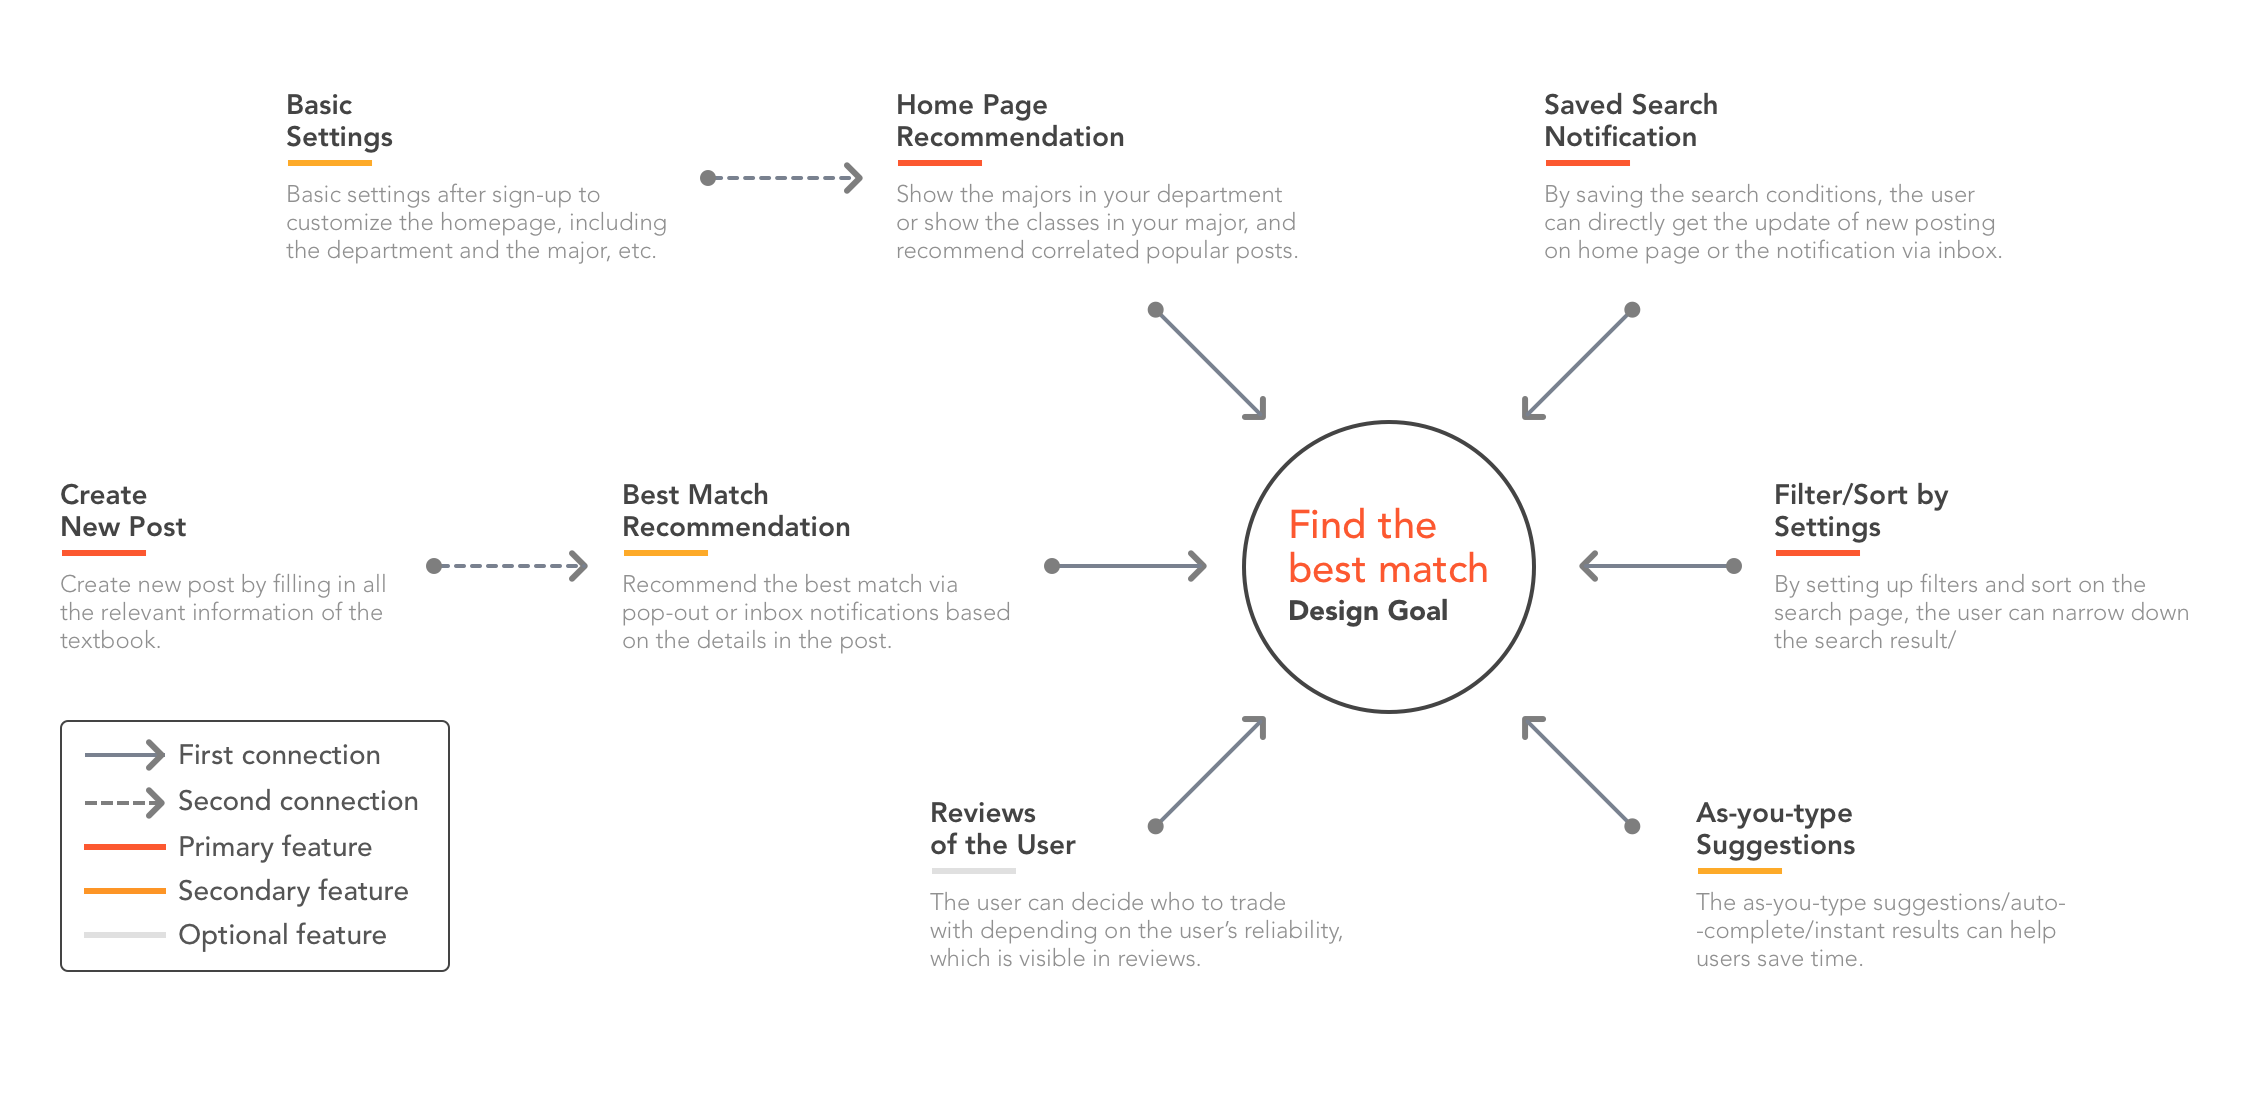 Basic
Settings
Basic settings after sign-up to
customize the homepage, including
the department and the major, etc.
Home Page
Recommendation
Show the majors in your department
or show the classes in your major, and
recommend correlated popular posts.
Saved Search
Notification
By saving the search conditions, the user
can directly get the update of new posting
on home page or the notification via inbox.
Create
New Post
Create new post by filling in all
the relevant information of the
textbook.
Best Match
Recommendation
Recommend the best match via
pop-out or inbox notifications based
on the details in the post.
Find the
best match
Design Goal
Filter/Sort by
Settings
By setting up filters and sort on the
search page, the user can narrow down
the search result/
First connection
Second connection
Primary feature
Secondary feature
Optional feature
Reviews
of the User
The user can decide who to trade
with depending on the user’s reliability,
which is visible in reviews.
As-you-type
Suggestions
The as-you-type suggestions/auto-
-complete/instant results can help
users save time.